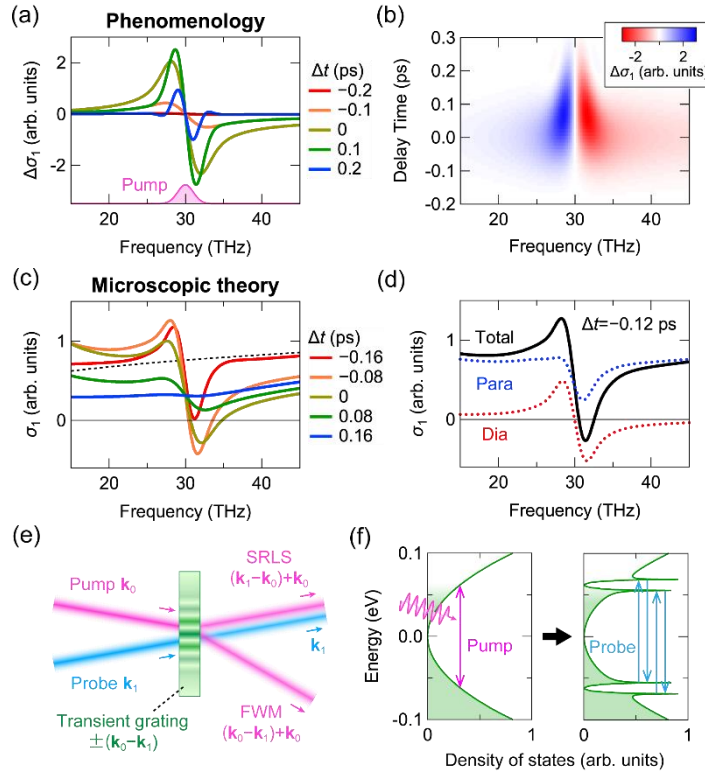 (a) Phenomenology
Δσ₁ (arb. units)
2
0
-2
Pump
20 30 40
Frequency (THz)
Δt (ps)
−0.2
−0.1
0
0.1
0.2
(b)
-3 0 3
Δσ₁ (arb. units)
Delay Time (ps)
0.3
0.2
0.1
0.0
-0.1
-0.2
20 30 40
Frequency (THz)
(c) Microscopic theory
σ₁ (arb. units)
1
0
20 30 40
Frequency (THz)
Δt (ps)
−0.16
−0.08
0
0.08
0.16
(d)
σ₁ (arb. units)
1
0
Total
Δt=−0.12 ps
Para
Dia
20 30 40
Frequency (THz)
(e)
Pump k₀
Probe k₁
SRLS
(k₁−k₀)+k₀
k₁
Transient grating
±(k₀−k₁)
FWM
(k₀−k₁)+k₀
(f)
Energy (eV)
0.1
0.0
-0.1
Pump
Probe
0 1 0 1
Density of states (arb. units)